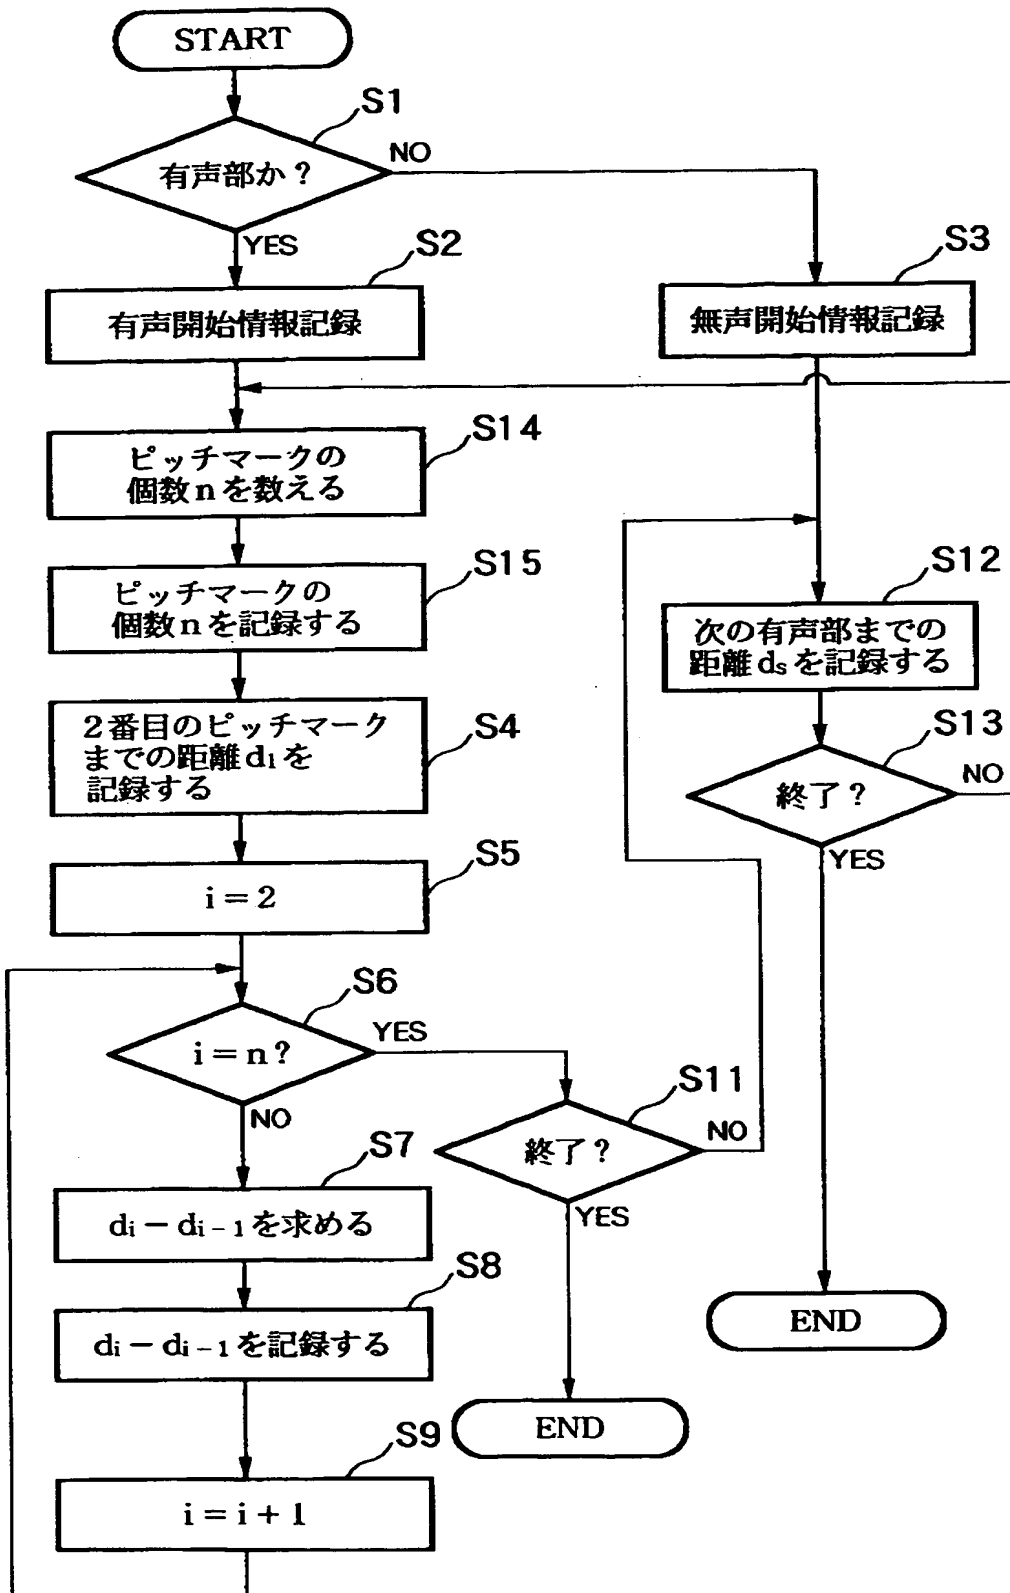 START
S1
有声部か?
NO
YES
S2
有声開始情報記録
S3
無声開始情報記録
S14
ピッチマークの
個数nを数える
S15
ピッチマークの
個数nを記録する
S12
次の有声部までの
距離dsを記録する
S4
2番目のピッチマーク
までの距離d1を
記録する
S13
終了?
NO
YES
S5
i=2
S6
i=n?
YES
NO
S11
終了?
NO
YES
S7
di-di-1を求める
S8
di-di-1を記録する
END
END
S9
i=i+1